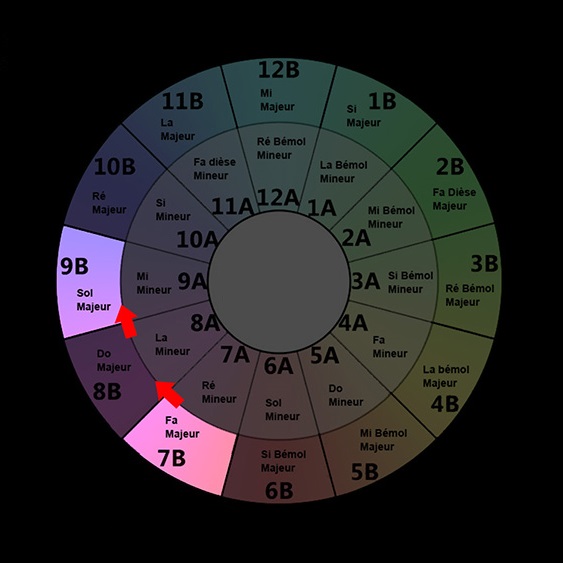 12B
Mi
Majeur
1B
Si
Majeur
2B
Fa Dièse
Majeur
3B
Ré Bémol
Majeur
La bémol
Majeur
4B
Mi Bémol
Majeur
5B
Si Bémol
Majeur
6B
Fa
Majeur
7B
Do
Majeur
8B
9B
Sol
Majeur
10B
Ré
Majeur
11B
La
Majeur
Ré Bémol
Mineur
12A
La Bémol
Mineur
1A
Mi Bémol
Mineur
2A
3A
Si Bémol
Mineur
4A
Fa
Mineur
5A
Do
Mineur
6A
Sol
Mineur
7A
Ré
Mineur
8A
La
Mineur
Mi
Mineur
9A
Si
Mineur
10A
Fa dièse
Mineur
11A